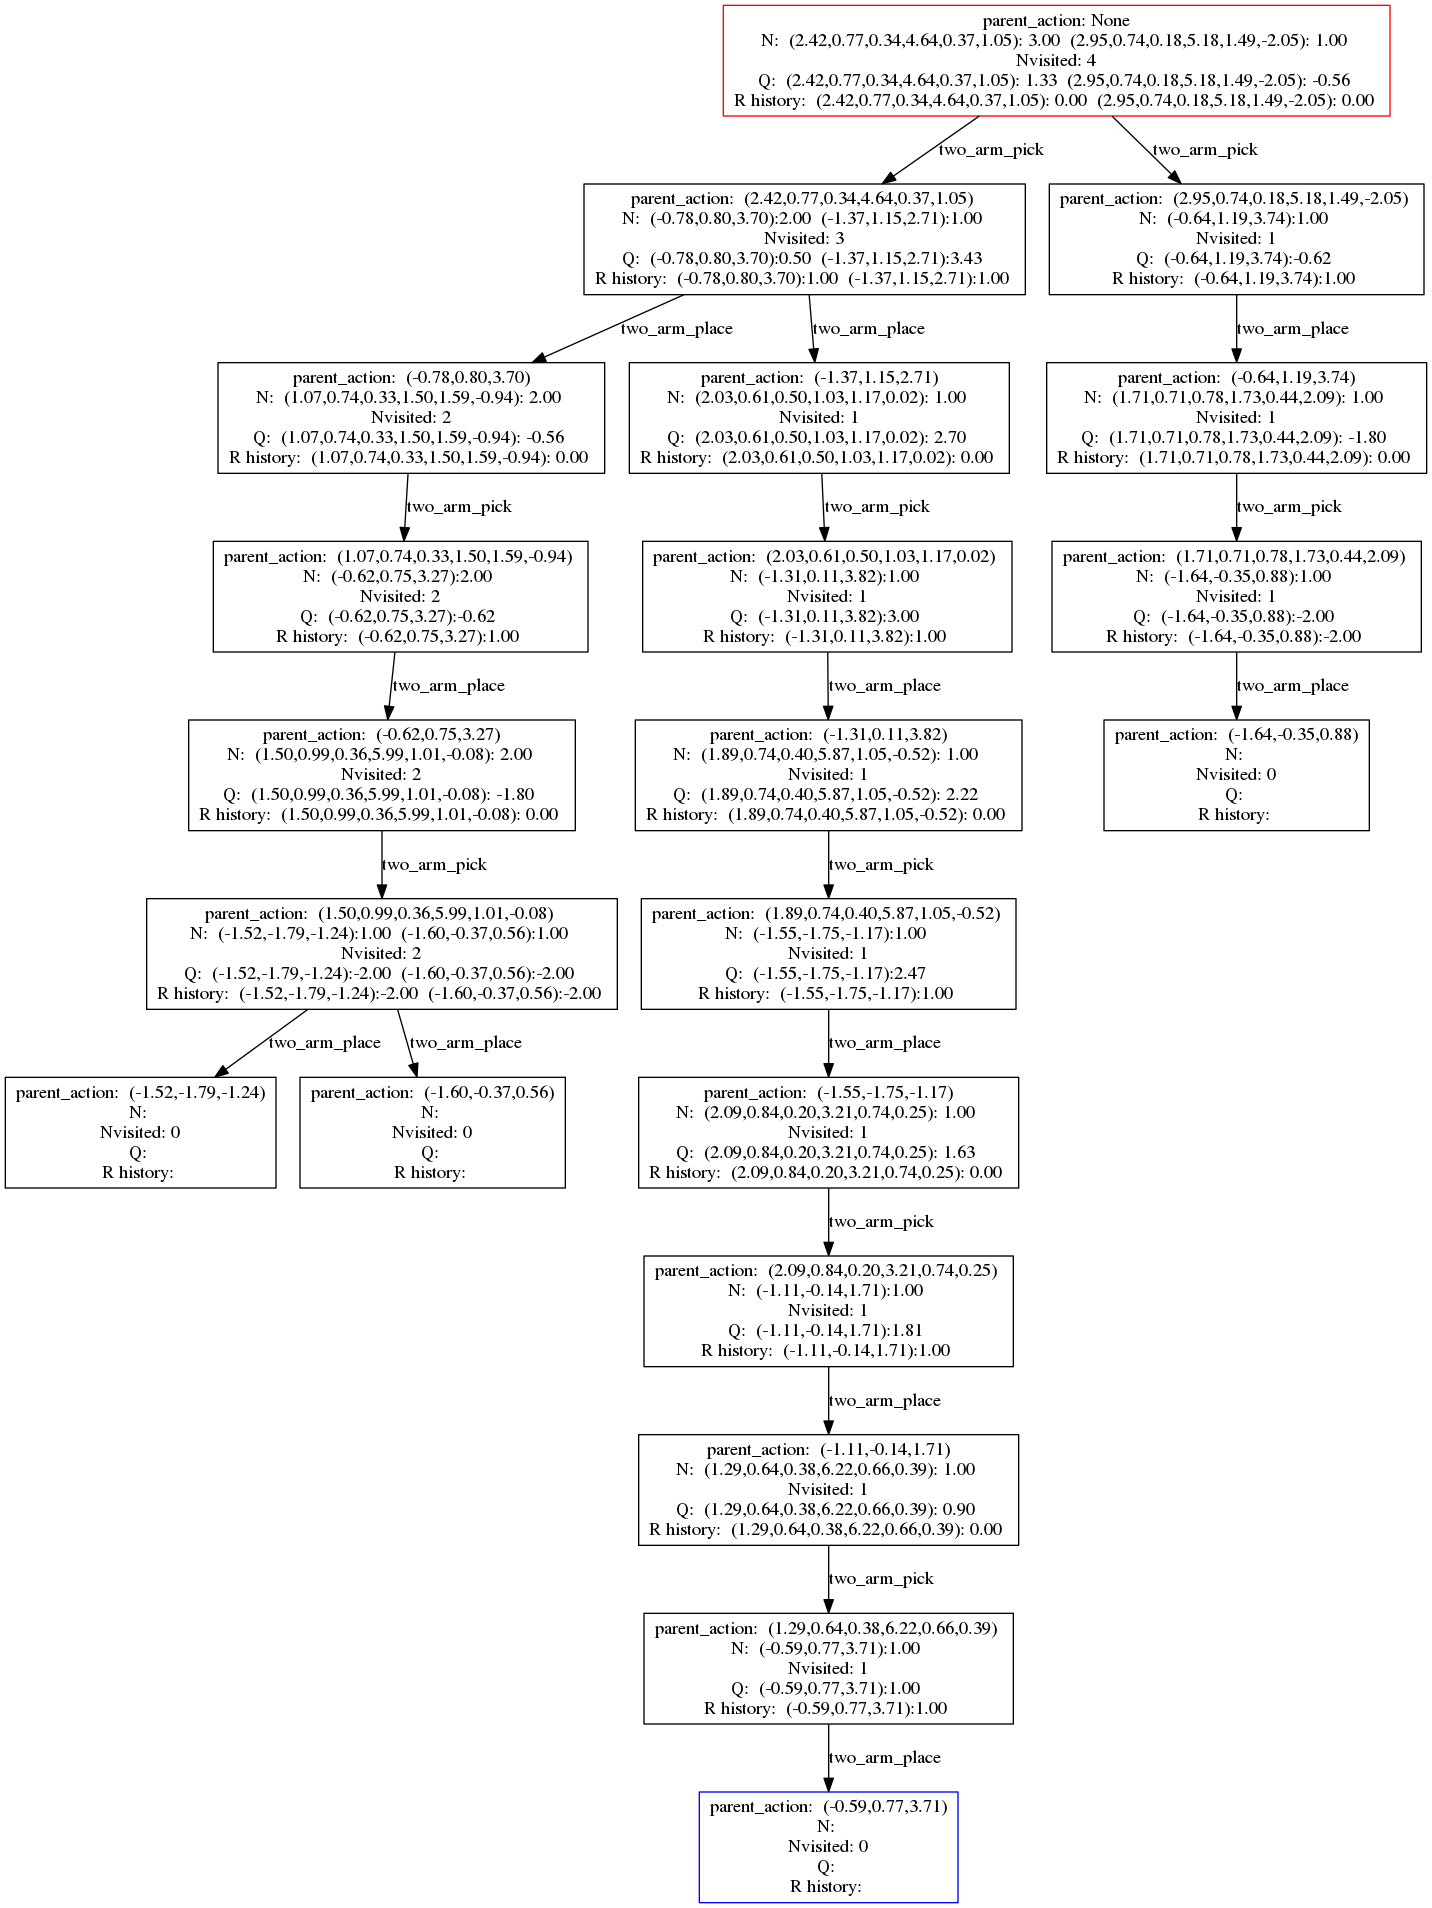 parent_action: None
N: (2.42,0.77,0.34,4.64,0.37,1.05): 3.00 (2.95,0.74,0.18,5.18,1.49,-2.05): 1.00
Nvisited: 4
Q: (2.42,0.77,0.34,4.64,0.37,1.05): 1.33 (2.95,0.74,0.18,5.18,1.49,-2.05): -0.56
R history: (2.42,0.77,0.34,4.64,0.37,1.05): 0.00 (2.95,0.74,0.18,5.18,1.49,-2.05): 0.00
two_arm_pick
two_arm_pick
parent_action: (2.42,0.77,0.34,4.64,0.37,1.05)
N: (-0.78,0.80,3.70):2.00 (-1.37,1.15,2.71):1.00
Nvisited: 3
Q: (-0.78,0.80,3.70):0.50 (-1.37,1.15,2.71):3.43
R history: (-0.78,0.80,3.70):1.00 (-1.37,1.15,2.71):1.00
parent_action: (2.95,0.74,0.18,5.18,1.49,-2.05)
N: (-0.64,1.19,3.74):1.00
Nvisited: 1
Q: (-0.64,1.19,3.74):-0.62
R history: (-0.64,1.19,3.74):1.00
two_arm_place
two_arm_place
two_arm_place
parent_action: (-0.78,0.80,3.70)
N: (1.07,0.74,0.33,1.50,1.59,-0.94): 2.00
Nvisited: 2
Q: (1.07,0.74,0.33,1.50,1.59,-0.94): -0.56
R history: (1.07,0.74,0.33,1.50,1.59,-0.94): 0.00
parent_action: (-1.37,1.15,2.71)
N: (2.03,0.61,0.50,1.03,1.17,0.02): 1.00
Nvisited: 1
Q: (2.03,0.61,0.50,1.03,1.17,0.02): 2.70
R history: (2.03,0.61,0.50,1.03,1.17,0.02): 0.00
parent_action: (-0.64,1.19,3.74)
N: (1.71,0.71,0.78,1.73,0.44,2.09): 1.00
Nvisited: 1
Q: (1.71,0.71,0.78,1.73,0.44,2.09): -1.80
R history: (1.71,0.71,0.78,1.73,0.44,2.09): 0.00
two_arm_pick
two_arm_pick
two_arm_pick
parent_action: (1.07,0.74,0.33,1.50,1.59,-0.94)
N: (-0.62,0.75,3.27):2.00
Nvisited: 2
Q: (-0.62,0.75,3.27):-0.62
R history: (-0.62,0.75,3.27):1.00
parent_action: (2.03,0.61,0.50,1.03,1.17,0.02)
N: (-1.31,0.11,3.82):1.00
Nvisited: 1
Q: (-1.31,0.11,3.82):3.00
R history: (-1.31,0.11,3.82):1.00
parent_action: (1.71,0.71,0.78,1.73,0.44,2.09)
N: (-1.64,-0.35,0.88):1.00
Nvisited: 1
Q: (-1.64,-0.35,0.88):-2.00
R history: (-1.64,-0.35,0.88):-2.00
two_arm_place
two_arm_place
two_arm_place
parent_action: (-0.62,0.75,3.27)
N: (1.50,0.99,0.36,5.99,1.01,-0.08): 2.00
Nvisited: 2
Q: (1.50,0.99,0.36,5.99,1.01,-0.08): -1.80
R history: (1.50,0.99,0.36,5.99,1.01,-0.08): 0.00
parent_action: (-1.31,0.11,3.82)
N: (1.89,0.74,0.40,5.87,1.05,-0.52): 1.00
Nvisited: 1
Q: (1.89,0.74,0.40,5.87,1.05,-0.52): 2.22
R history: (1.89,0.74,0.40,5.87,1.05,-0.52): 0.00
parent_action: (-1.64,-0.35,0.88)
N:
Nvisited: 0
Q:
R history:
two_arm_pick
two_arm_pick
parent_action: (1.50,0.99,0.36,5.99,1.01,-0.08)
N: (-1.52,-1.79,-1.24):1.00 (-1.60,-0.37,0.56):1.00
Nvisited: 2
Q: (-1.52,-1.79,-1.24):-2.00 (-1.60,-0.37,0.56):-2.00
R history: (-1.52,-1.79,-1.24):-2.00 (-1.60,-0.37,0.56):-2.00
parent_action: (1.89,0.74,0.40,5.87,1.05,-0.52)
N: (-1.55,-1.75,-1.17):1.00
Nvisited: 1
Q: (-1.55,-1.75,-1.17):2.47
R history: (-1.55,-1.75,-1.17):1.00
two_arm_place
two_arm_place
two_arm_place
parent_action: (-1.52,-1.79,-1.24)
N:
Nvisited: 0
Q:
R history:
parent_action: (-1.60,-0.37,0.56)
N:
Nvisited: 0
Q:
R history:
parent_action: (-1.55,-1.75,-1.17)
N: (2.09,0.84,0.20,3.21,0.74,0.25): 1.00
Nvisited: 1
Q: (2.09,0.84,0.20,3.21,0.74,0.25): 1.63
R history: (2.09,0.84,0.20,3.21,0.74,0.25): 0.00
two_arm_pick
parent_action: (2.09,0.84,0.20,3.21,0.74,0.25)
N: (-1.11,-0.14,1.71):1.00
Nvisited: 1
Q: (-1.11,-0.14,1.71):1.81
R history: (-1.11,-0.14,1.71):1.00
two_arm_place
parent_action: (-1.11,-0.14,1.71)
N: (1.29,0.64,0.38,6.22,0.66,0.39): 1.00
Nvisited: 1
Q: (1.29,0.64,0.38,6.22,0.66,0.39): 0.90
R history: (1.29,0.64,0.38,6.22,0.66,0.39): 0.00
two_arm_pick
parent_action: (1.29,0.64,0.38,6.22,0.66,0.39)
N: (-0.59,0.77,3.71):1.00
Nvisited: 1
Q: (-0.59,0.77,3.71):1.00
R history: (-0.59,0.77,3.71):1.00
two_arm_place
parent_action: (-0.59,0.77,3.71)
N:
Nvisited: 0
Q:
R history: